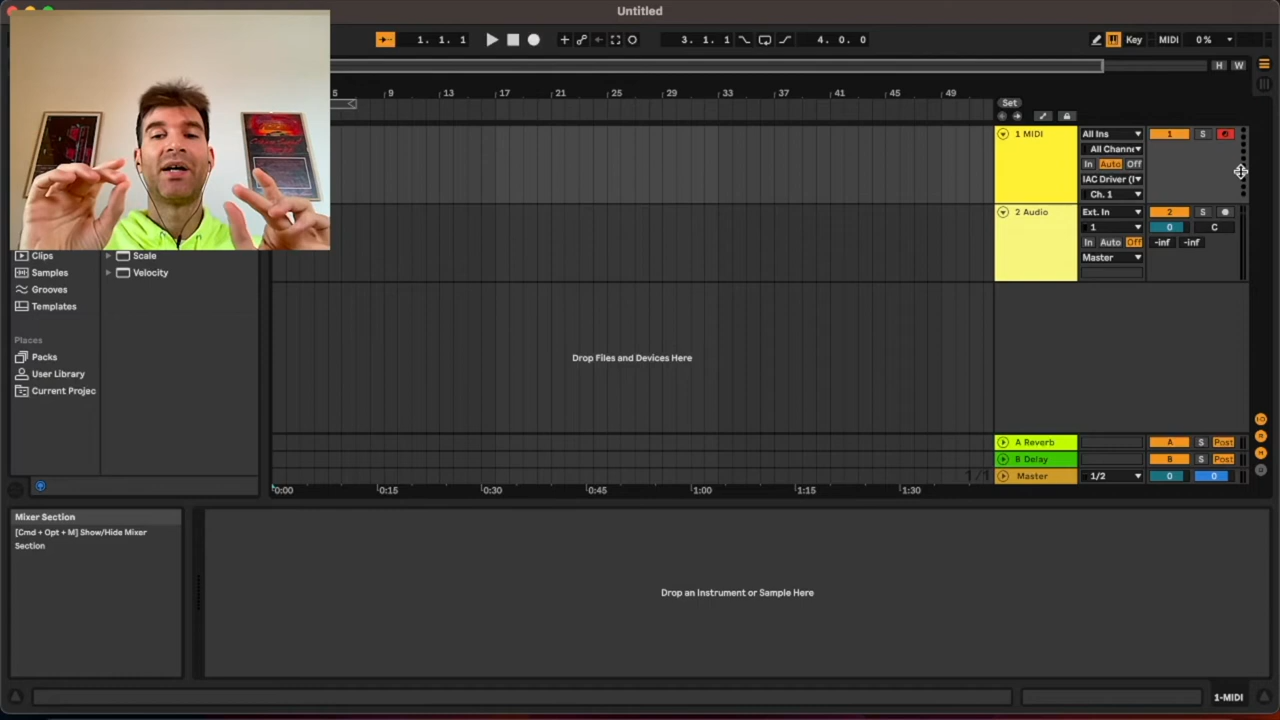 Untitled
1. 1. 1
3. 1. 1
4. 0. 0
Key
MIDI
0 %
H
W
5
9
13
17
21
25
29
33
37
41
45
49
Set
1 MIDI
All Ins
1
S
All Channe
In
Auto
Off
IAC Driver (I
Ch. 1
2 Audio
Ext. In
2
S
1
0
C
In
Auto
Off
-inf
-inf
Master
Clips
Samples
Grooves
Templates
Places
Packs
User Library
Current Projec
Scale
Velocity
Drop Files and Devices Here
A Reverb
A
S
Post
B Delay
B
S
Post
1/1
Master
1/2
0
0
0:00
0:15
0:30
0:45
1:00
1:15
1:30
Mixer Section
[Cmd + Opt + M] Show/Hide Mixer
Section
Drop an Instrument or Sample Here
1-MIDI